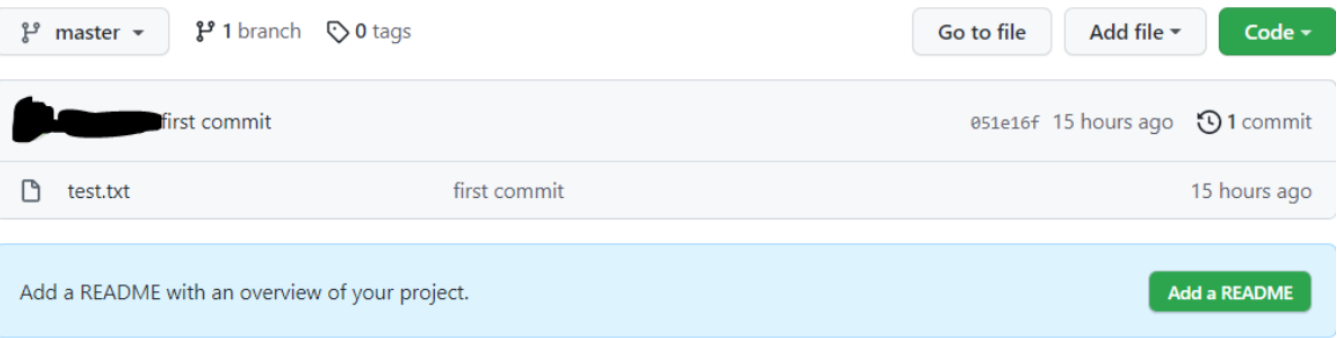 master 1 branch 0 tags Go to file Add file Code
first commit 051e16f 15 hours ago 1 commit
test.txt first commit 15 hours ago
Add a README with an overview of your project. Add a README